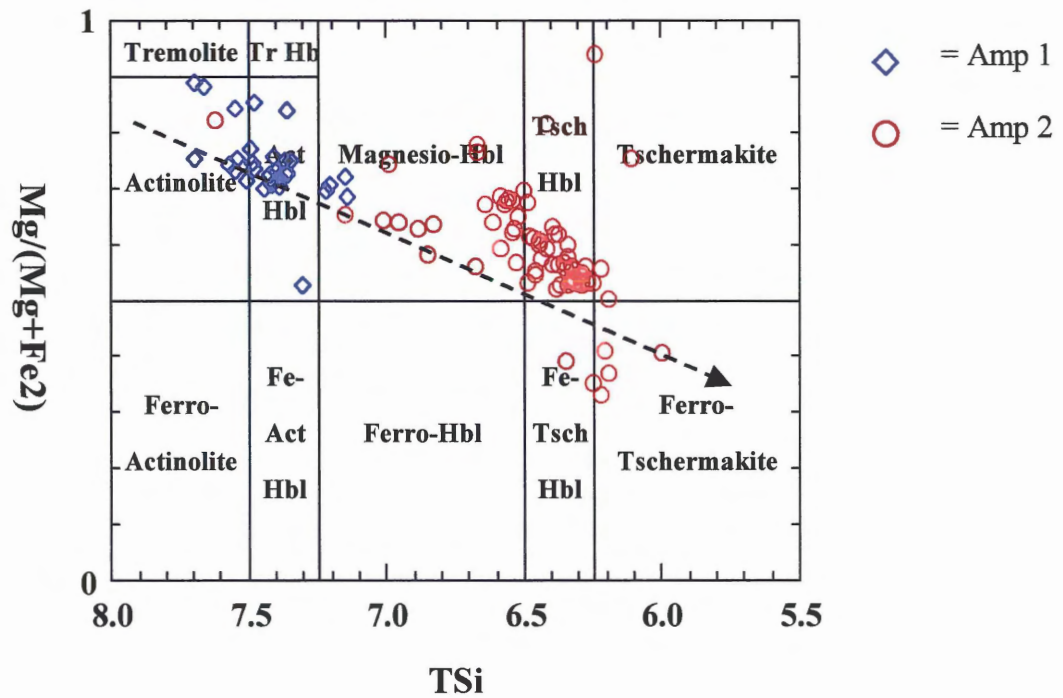 1
Tremolite
Tr Hb
= Amp 1
= Amp 2
Actinolite
Act
Hbl
Magnesio-Hbl
Tsch
Hbl
Tschermakite
Mg/(Mg+Fe2)
Ferro-
Actinolite
Fe-
Act
Hbl
Ferro-Hbl
Fe-
Tsch
Hbl
Ferro-
Tschermakite
0
8.0
7.5
7.0
6.5
6.0
5.5
TSi